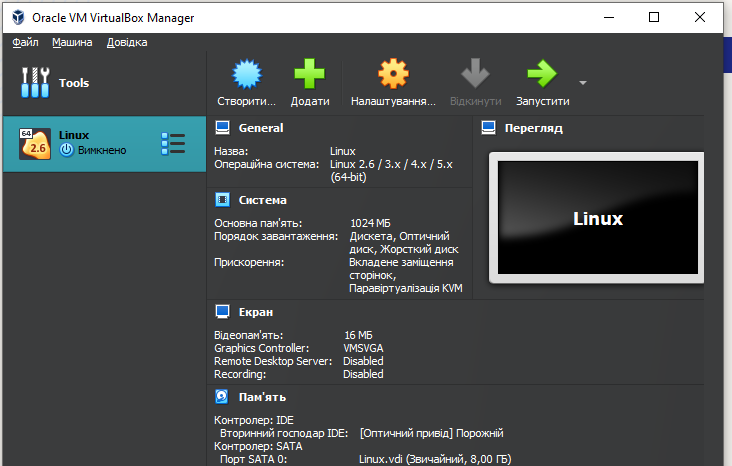 Oracle VM VirtualBox Manager
Файл Машина Довідка
Tools
Створити... Додати Налаштування... Відкинути Запустити
64
2.6
Linux
Вимкнено
General
Назва: Linux
Операційна система: Linux 2.6 / 3.x / 4.x / 5.x
(64-bit)
Перегляд
Linux
Система
Основна пам'ять: 1024 МБ
Порядок завантаження: Дискета, Оптичний
диск, Жорсткий диск
Прискорення: Вкладене заміщення
сторінок,
Паравіртуалізація KVM
Екран
Відеопам'ять: 16 МБ
Graphics Controller: VMSVGA
Remote Desktop Server: Disabled
Recording: Disabled
Пам'ять
Контролер: IDE
Вторинний господар IDE: [Оптичний привід] Порожній
Контролер: SATA
Порт SATA 0: Linux.vdi (Звичайний, 8,00 ГБ)